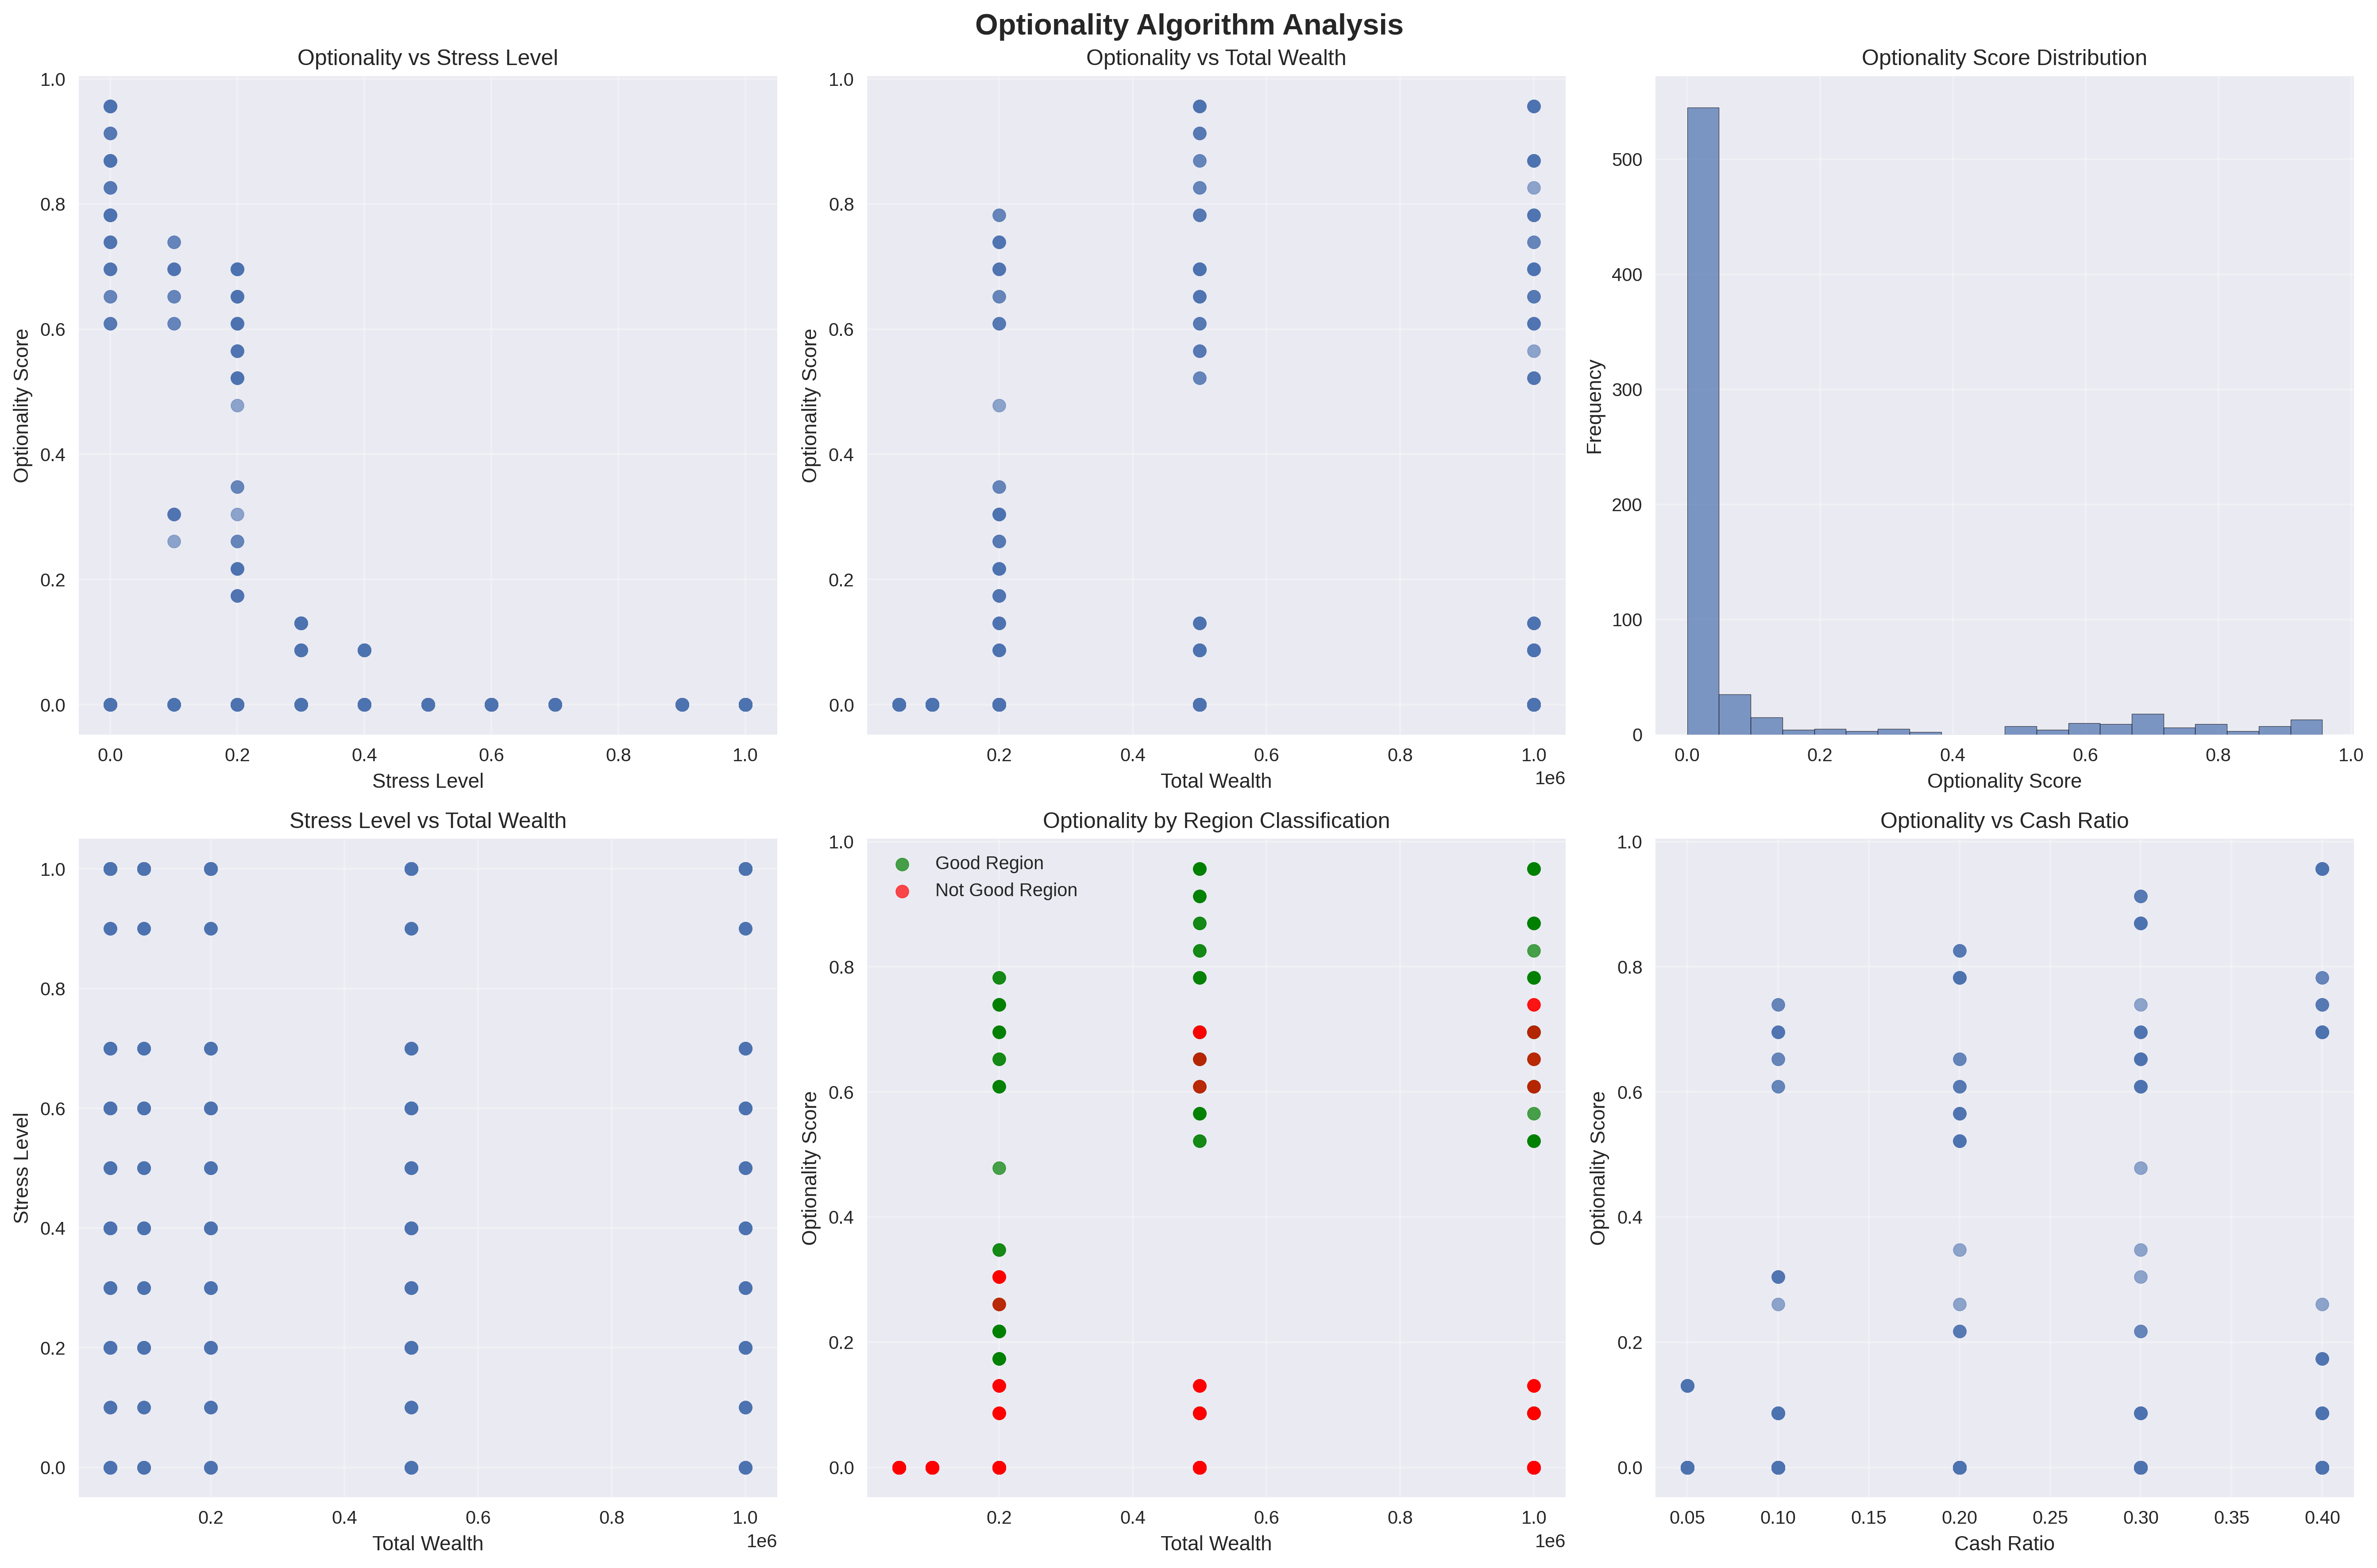 Optionality Algorithm Analysis
Optionality vs Stress Level
1.0
0.8
0.6
0.4
0.2
0.0
Optionality Score
0.0 0.2 0.4 0.6 0.8 1.0
Stress Level
Optionality vs Total Wealth
1.0
0.8
0.6
0.4
0.2
0.0
Optionality Score
0.2 0.4 0.6 0.8 1.0
1e6
Total Wealth
Optionality Score Distribution
500
400
300
200
100
0
Frequency
0.0 0.2 0.4 0.6 0.8 1.0
Optionality Score
Stress Level vs Total Wealth
1.0
0.8
0.6
0.4
0.2
0.0
Stress Level
0.2 0.4 0.6 0.8 1.0
1e6
Total Wealth
Optionality by Region Classification
Good Region
Not Good Region
1.0
0.8
0.6
0.4
0.2
0.0
Optionality Score
0.2 0.4 0.6 0.8 1.0
1e6
Total Wealth
Optionality vs Cash Ratio
1.0
0.8
0.6
0.4
0.2
0.0
Optionality Score
0.05 0.10 0.15 0.20 0.25 0.30 0.35 0.40
Cash Ratio